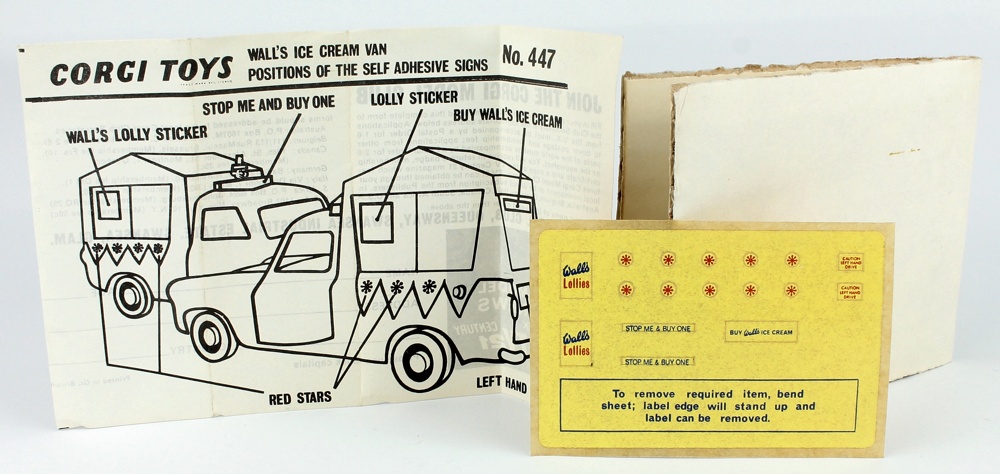 CORGI TOYS
WALL'S ICE CREAM VAN
POSITIONS OF THE SELF ADHESIVE SIGNS
No. 447
STOP ME AND BUY ONE
LOLLY STICKER
BUY WALL'S ICE CREAM
WALL'S LOLLY STICKER
RED STARS
LEFT HAND
Wall's
Lollies
CAUTION
LEFT HAND
DRIVE
CAUTION
LEFT HAND
DRIVE
Wall's
Lollies
STOP ME & BUY ONE
BUY Wall's ICE CREAM
STOP ME & BUY ONE
To remove required item, bend
sheet; label edge will stand up and
label can be removed.